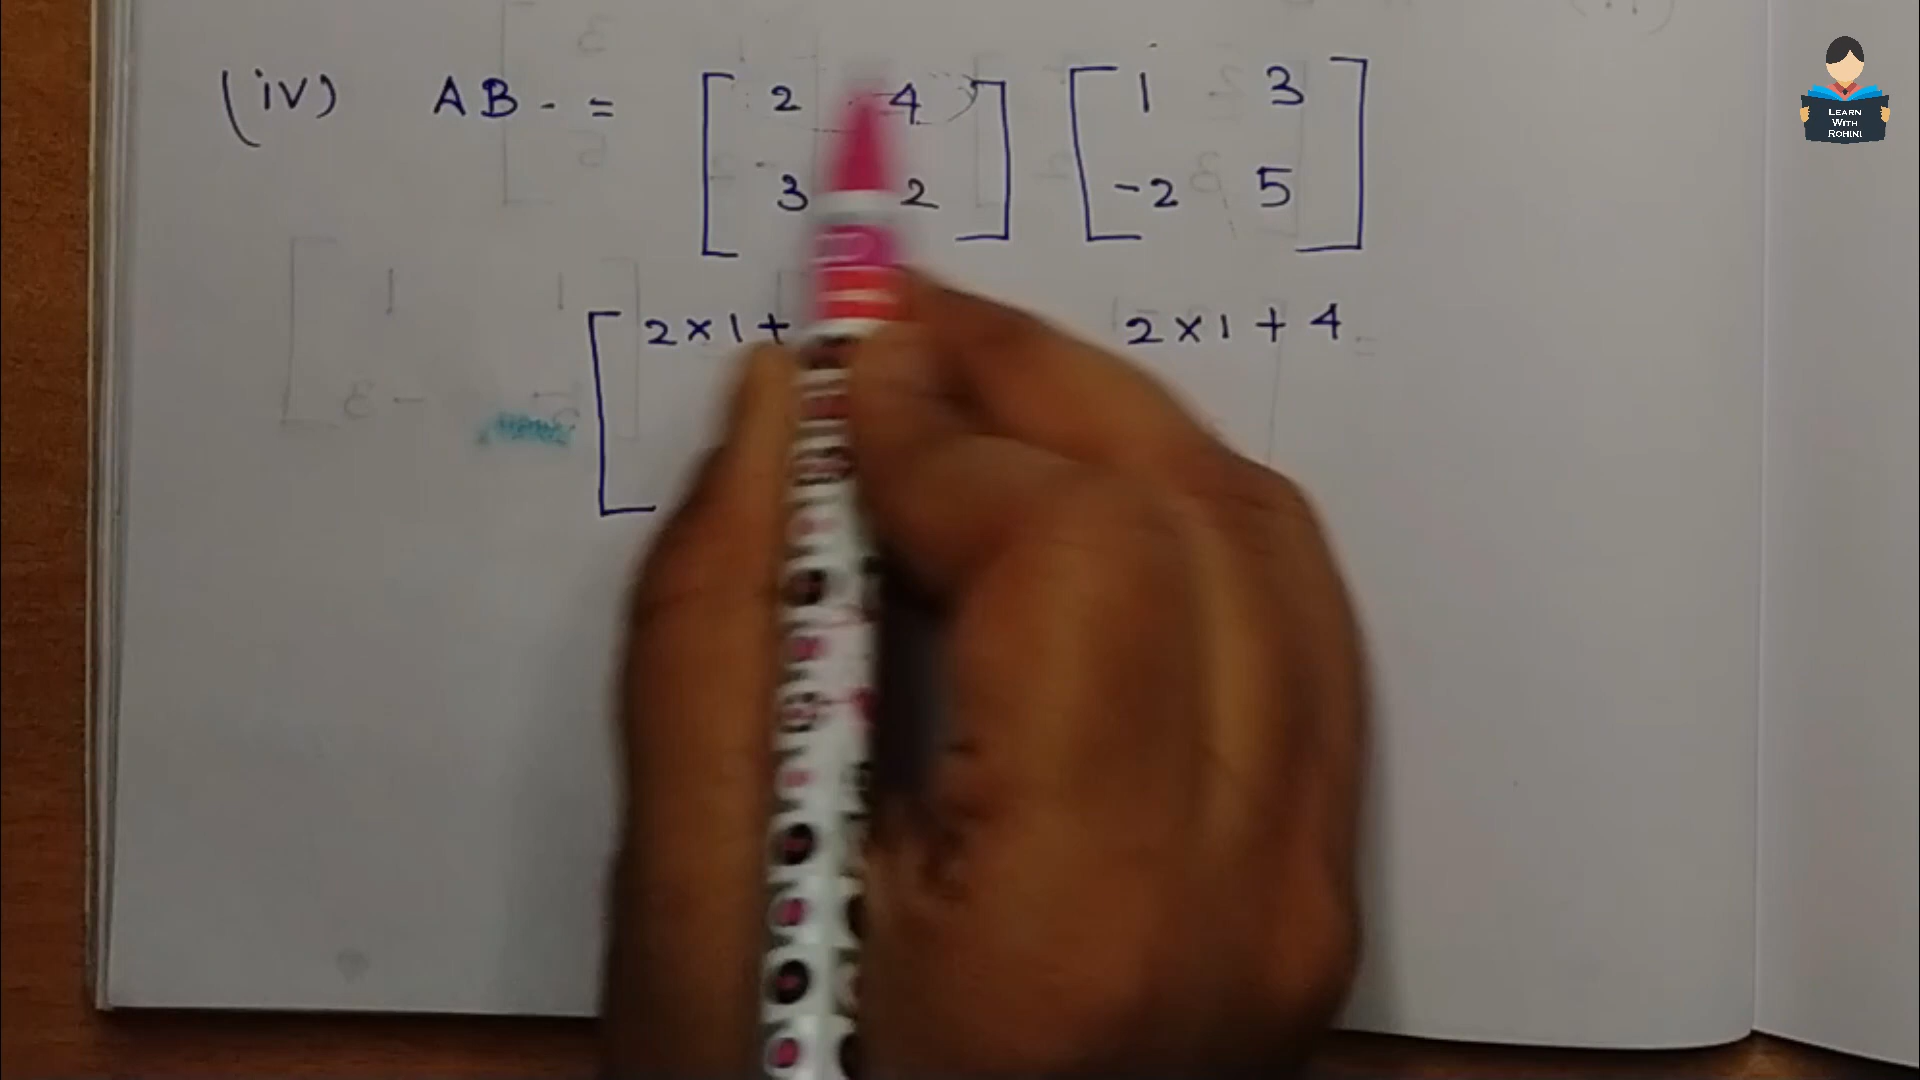 (iv) AB - = [ 2 4 ] [ 1 3 ]
3 2 -2 5
[ 2×1+ 2×1+4
LEARN
WITH
ROHINI